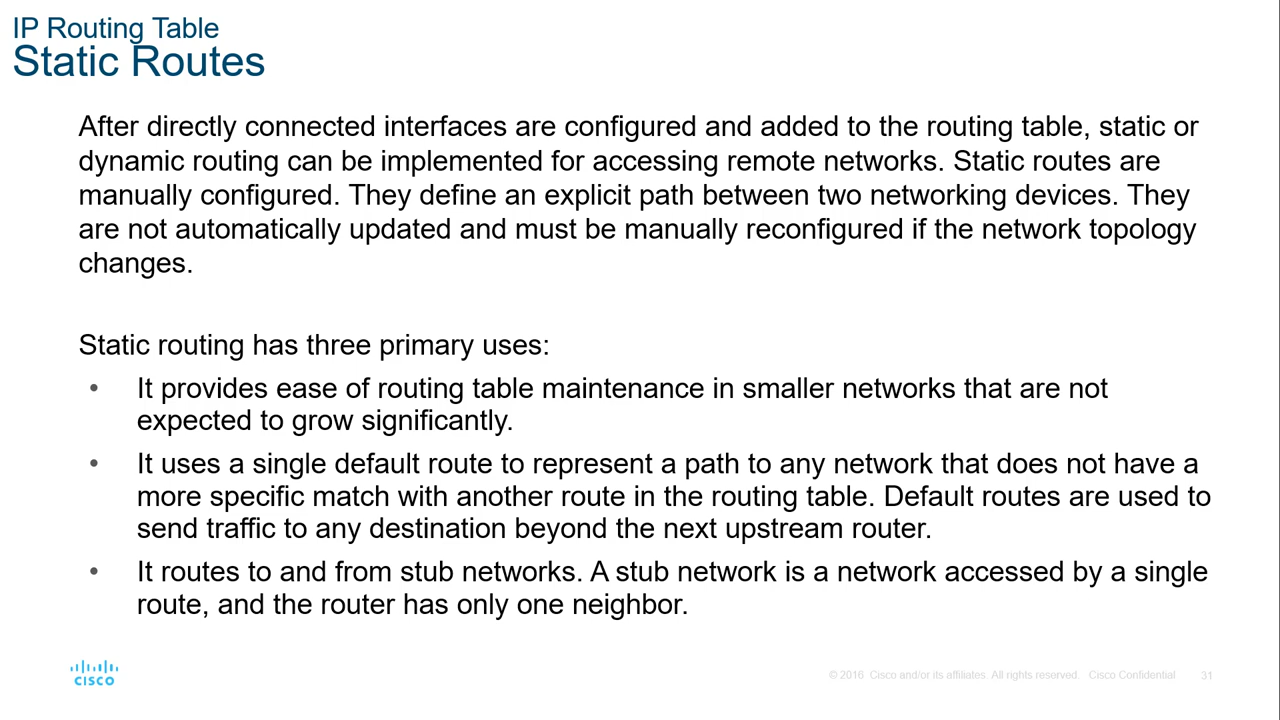 IP Routing Table
Static Routes
After directly connected interfaces are configured and added to the routing table, static or
dynamic routing can be implemented for accessing remote networks. Static routes are
manually configured. They define an explicit path between two networking devices. They
are not automatically updated and must be manually reconfigured if the network topology
changes.
Static routing has three primary uses:
• It provides ease of routing table maintenance in smaller networks that are not
expected to grow significantly.
• It uses a single default route to represent a path to any network that does not have a
more specific match with another route in the routing table. Default routes are used to
send traffic to any destination beyond the next upstream router.
• It routes to and from stub networks. A stub network is a network accessed by a single
route, and the router has only one neighbor.
CISCO
© 2016 Cisco and/or its affiliates. All rights reserved. Cisco Confidential 31